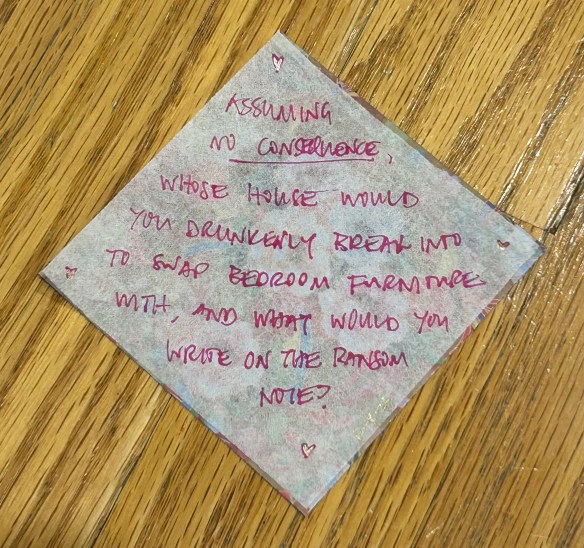 ASSUMING
NO CONSEQUENCE,
WHOSE HOUSE WOULD
YOU DRUNKENLY BREAK INTO
TO SWAP BEDROOM FURNITURE
WITH, AND WHAT WOULD YOU
WRITE ON THE RANSOM
NOTE?